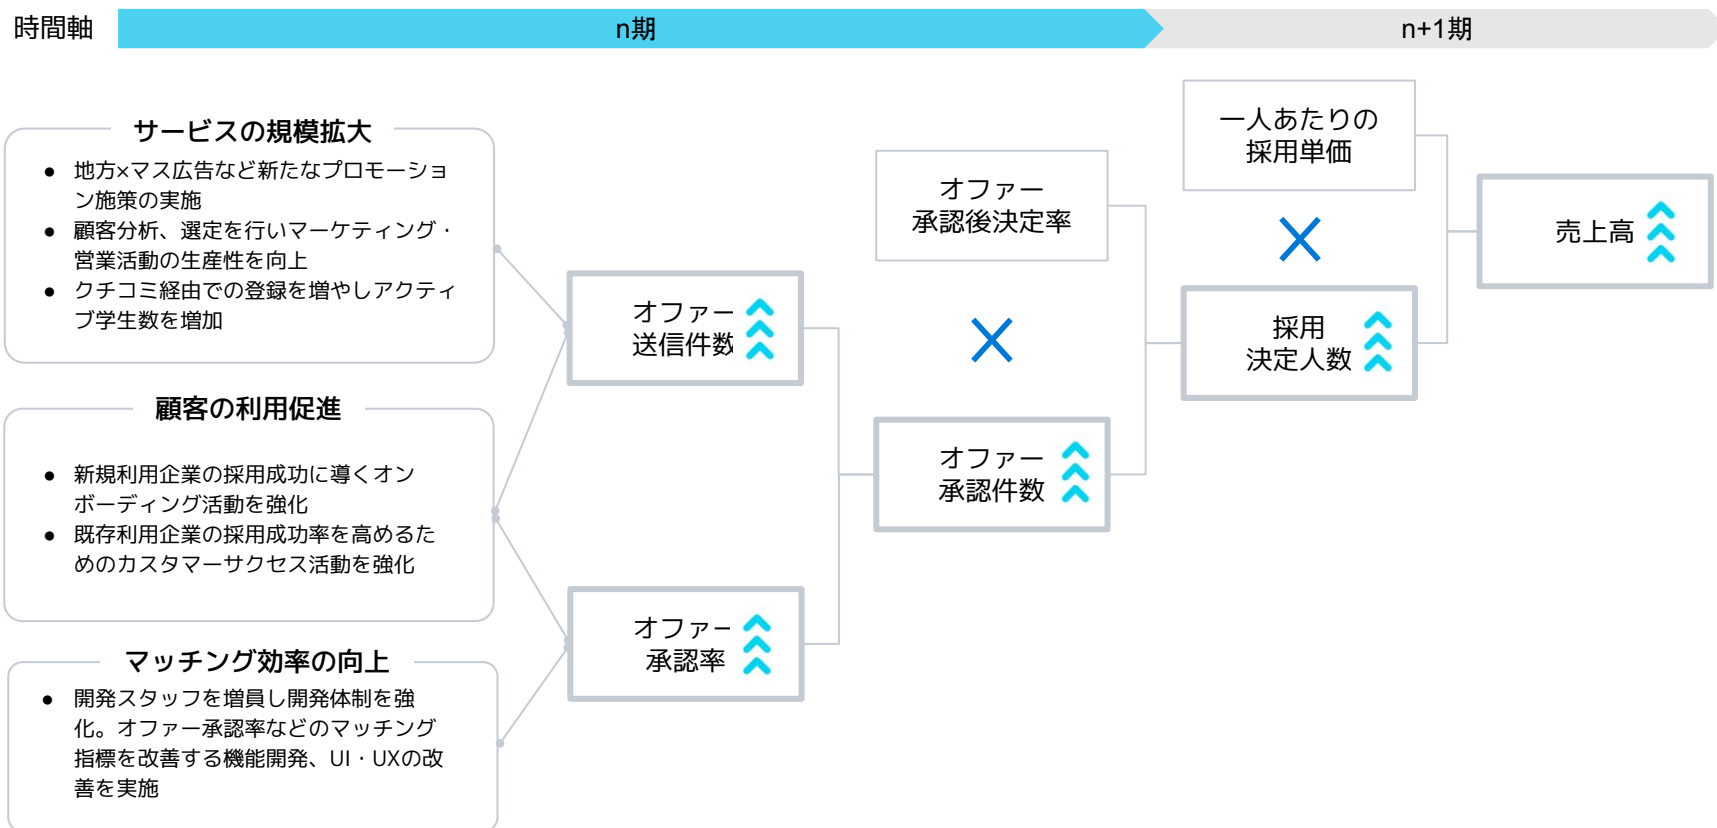 時間軸
n期
n+1期
サービスの規模拡大
● 地方×マス広告など新たなプロモーショ
ン施策の実施
● 顧客分析、選定を行いマーケティング・
営業活動の生産性を向上
● クチコミ経由での登録を増やしアクティ
ブ学生数を増加
顧客の利用促進
● 新規利用企業の採用成功に導くオン
ボーディング活動を強化
● 既存利用企業の採用成功率を高めるた
めのカスタマーサクセス活動を強化
マッチング効率の向上
● 開発スタッフを増員し開発体制を強
化。オファー承認率などのマッチング
指標を改善する機能開発、UI・UXの改
善を実施
オファー
送信件数
オファー
承認率
オファー
承認後決定率
×
オファー
承認件数
一人あたりの
採用単価
×
採用
決定人数
売上高